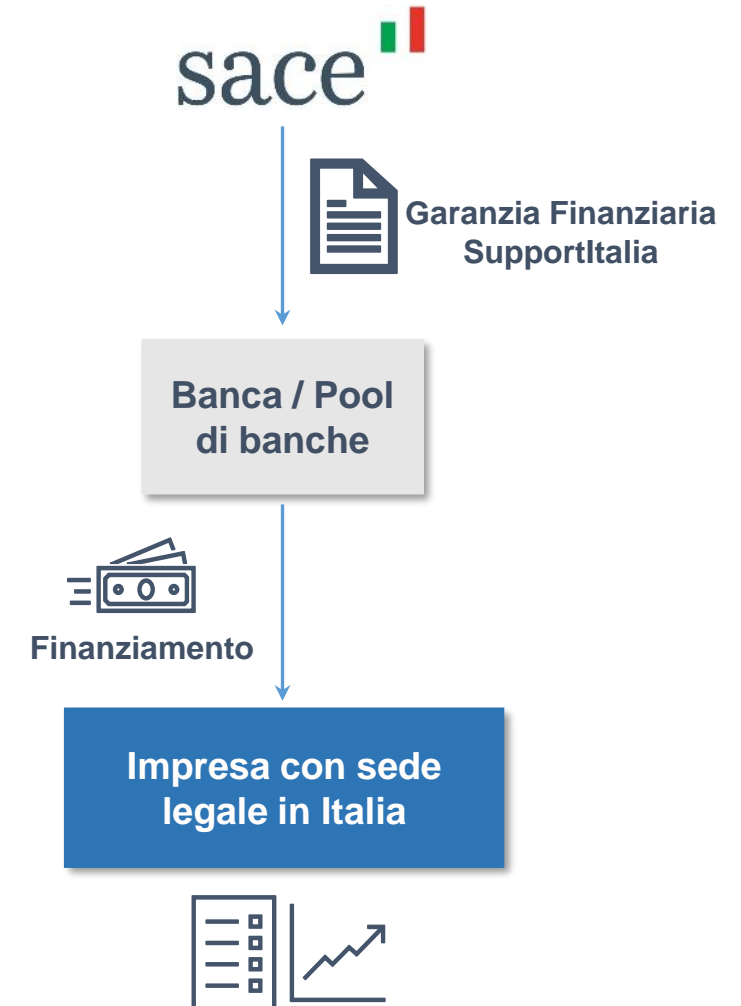 sace
Garanzia Finanziaria
SupportItalia
Banca / Pool
di banche
Finanziamento
Impresa con sede
legale in Italia